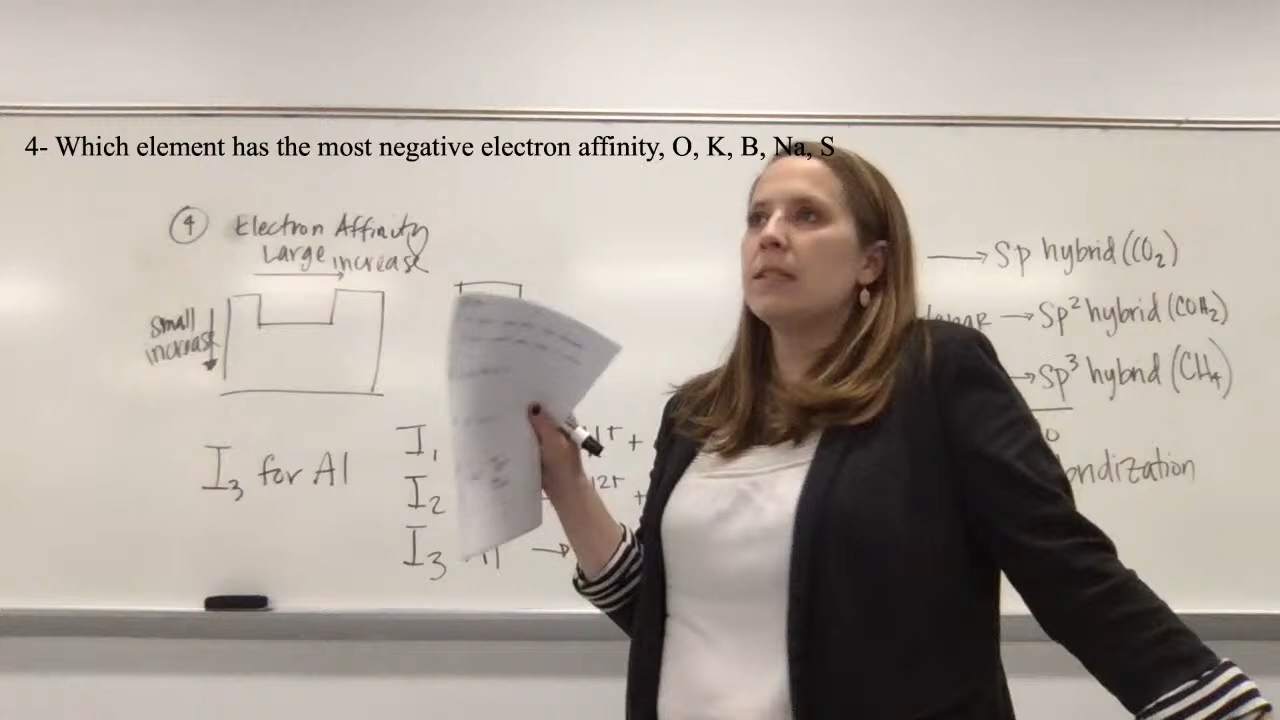 4- Which element has the most negative electron affinity, O, K, B, Na, S
④ Electron Affinity
Large increase
small
increase
I₃ for Al
I₁
I₂
I₃
→ Sp hybrid (CO₂)
→ Sp² hybrid (COH₂)
→ Sp³ hybrid (CH₄)